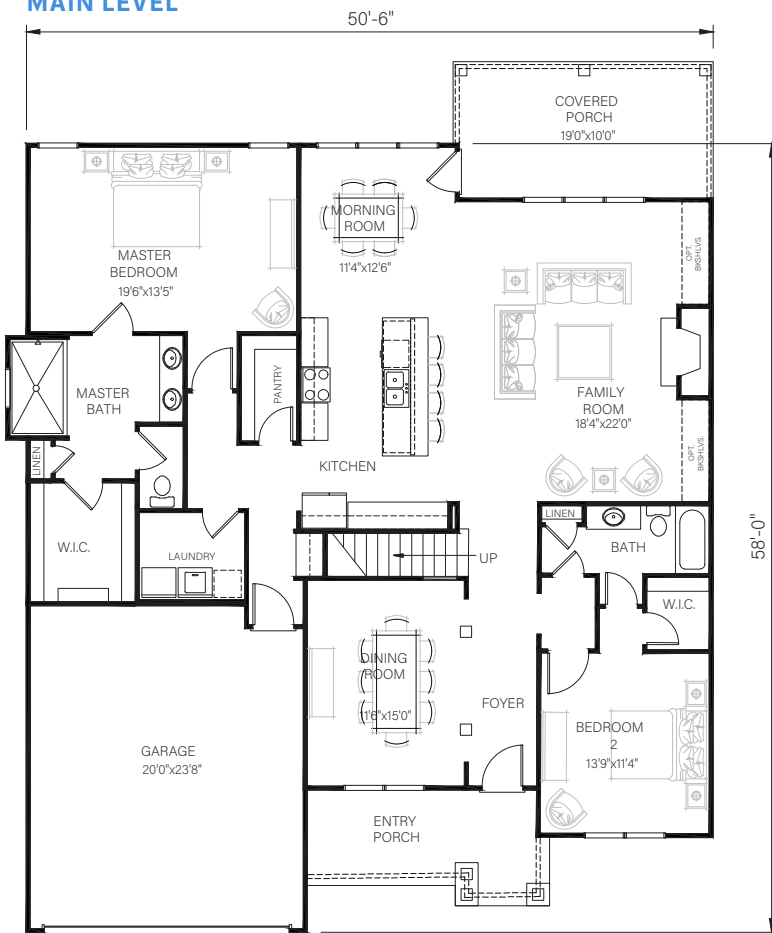 MAIN LEVEL
50'-6"
COVERED
PORCH
19'0"x10'0"
MORNING
ROOM
11'4"x12'6"
MASTER
BEDROOM
19'6"x13'5"
OPT.
BKSHLVS.
PANTRY
MASTER
BATH
FAMILY
ROOM
18'4"x22'0"
OPT.
BKSHLVS.
LINEN
KITCHEN
LINEN
W.I.C.
LAUNDRY
UP
BATH
58'-0"
W.I.C.
DINING
ROOM
11'6"x15'0"
FOYER
BEDROOM
2
13'9"x11'4"
GARAGE
20'0"x23'8"
ENTRY
PORCH